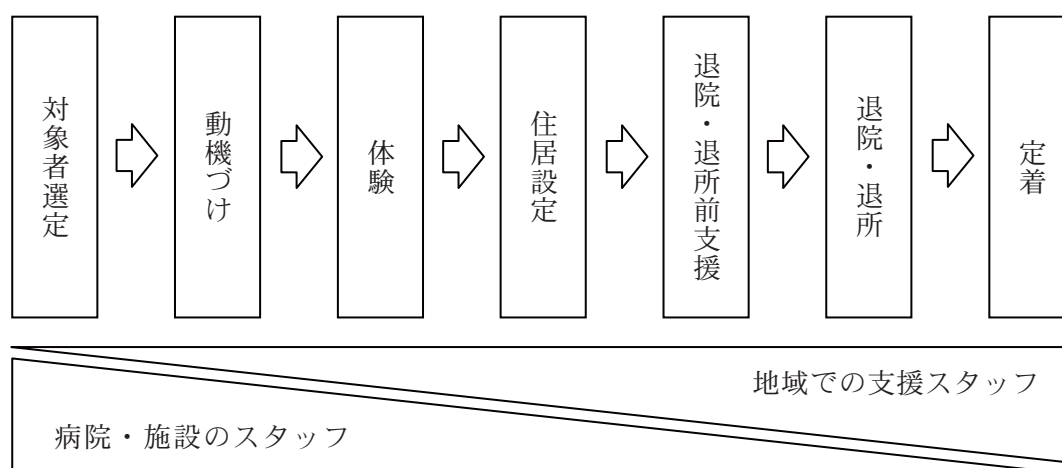 対象者選定
動機づけ
体験
住居設定
退院・退所前支援
退院・退所
定着
地域での支援スタッフ
病院・施設のスタッフ